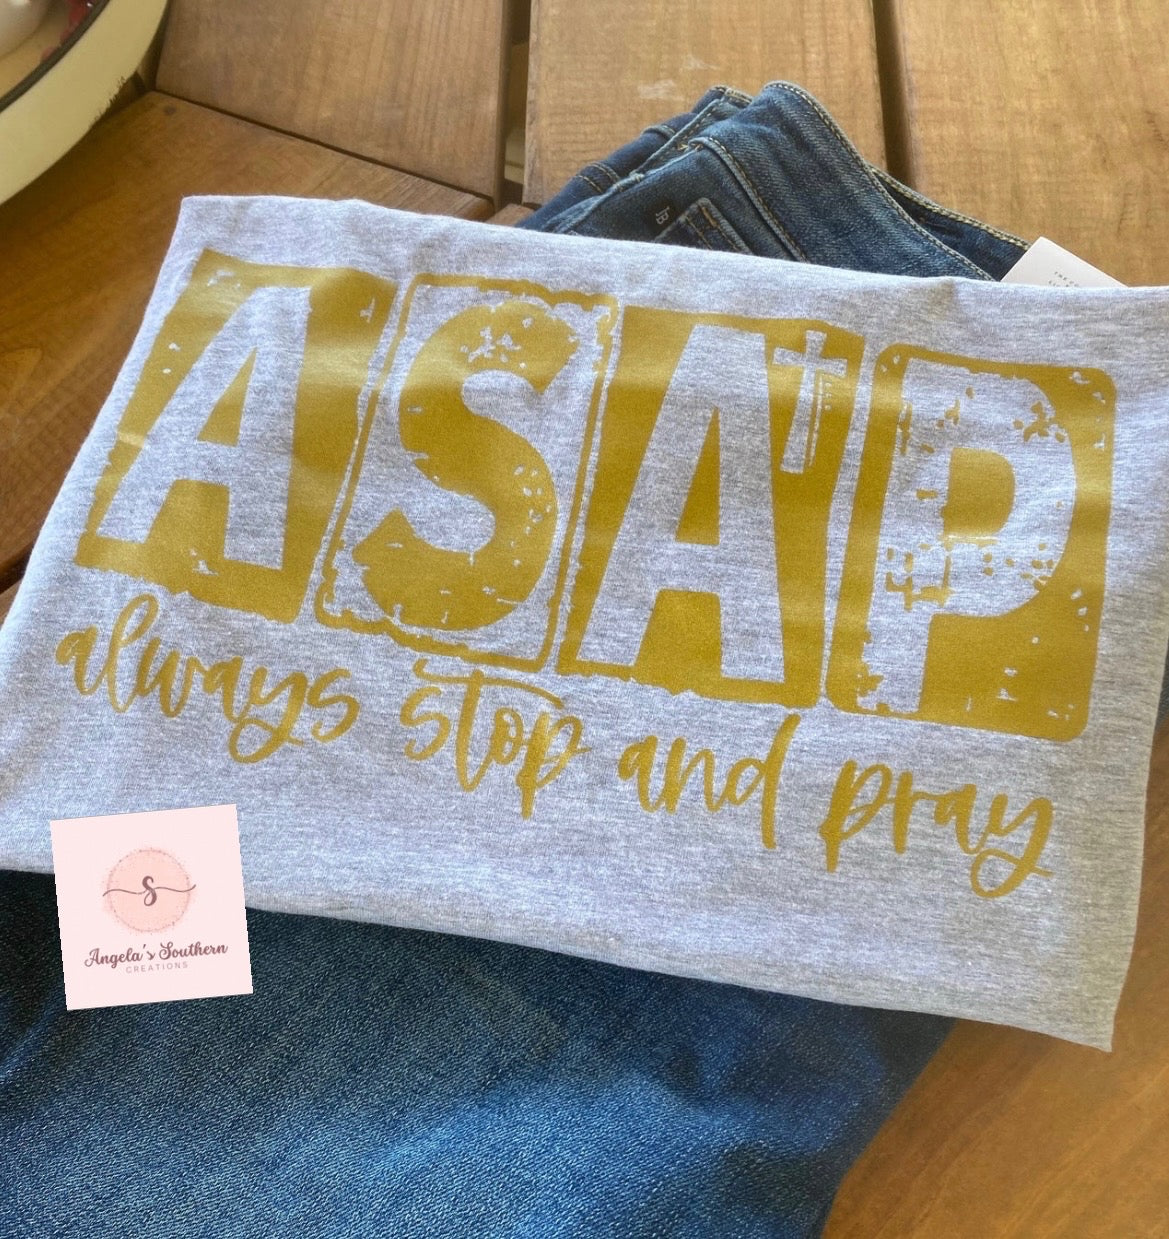 ASAP
always stop and pray
S
Angela's Southern
CREATIONS